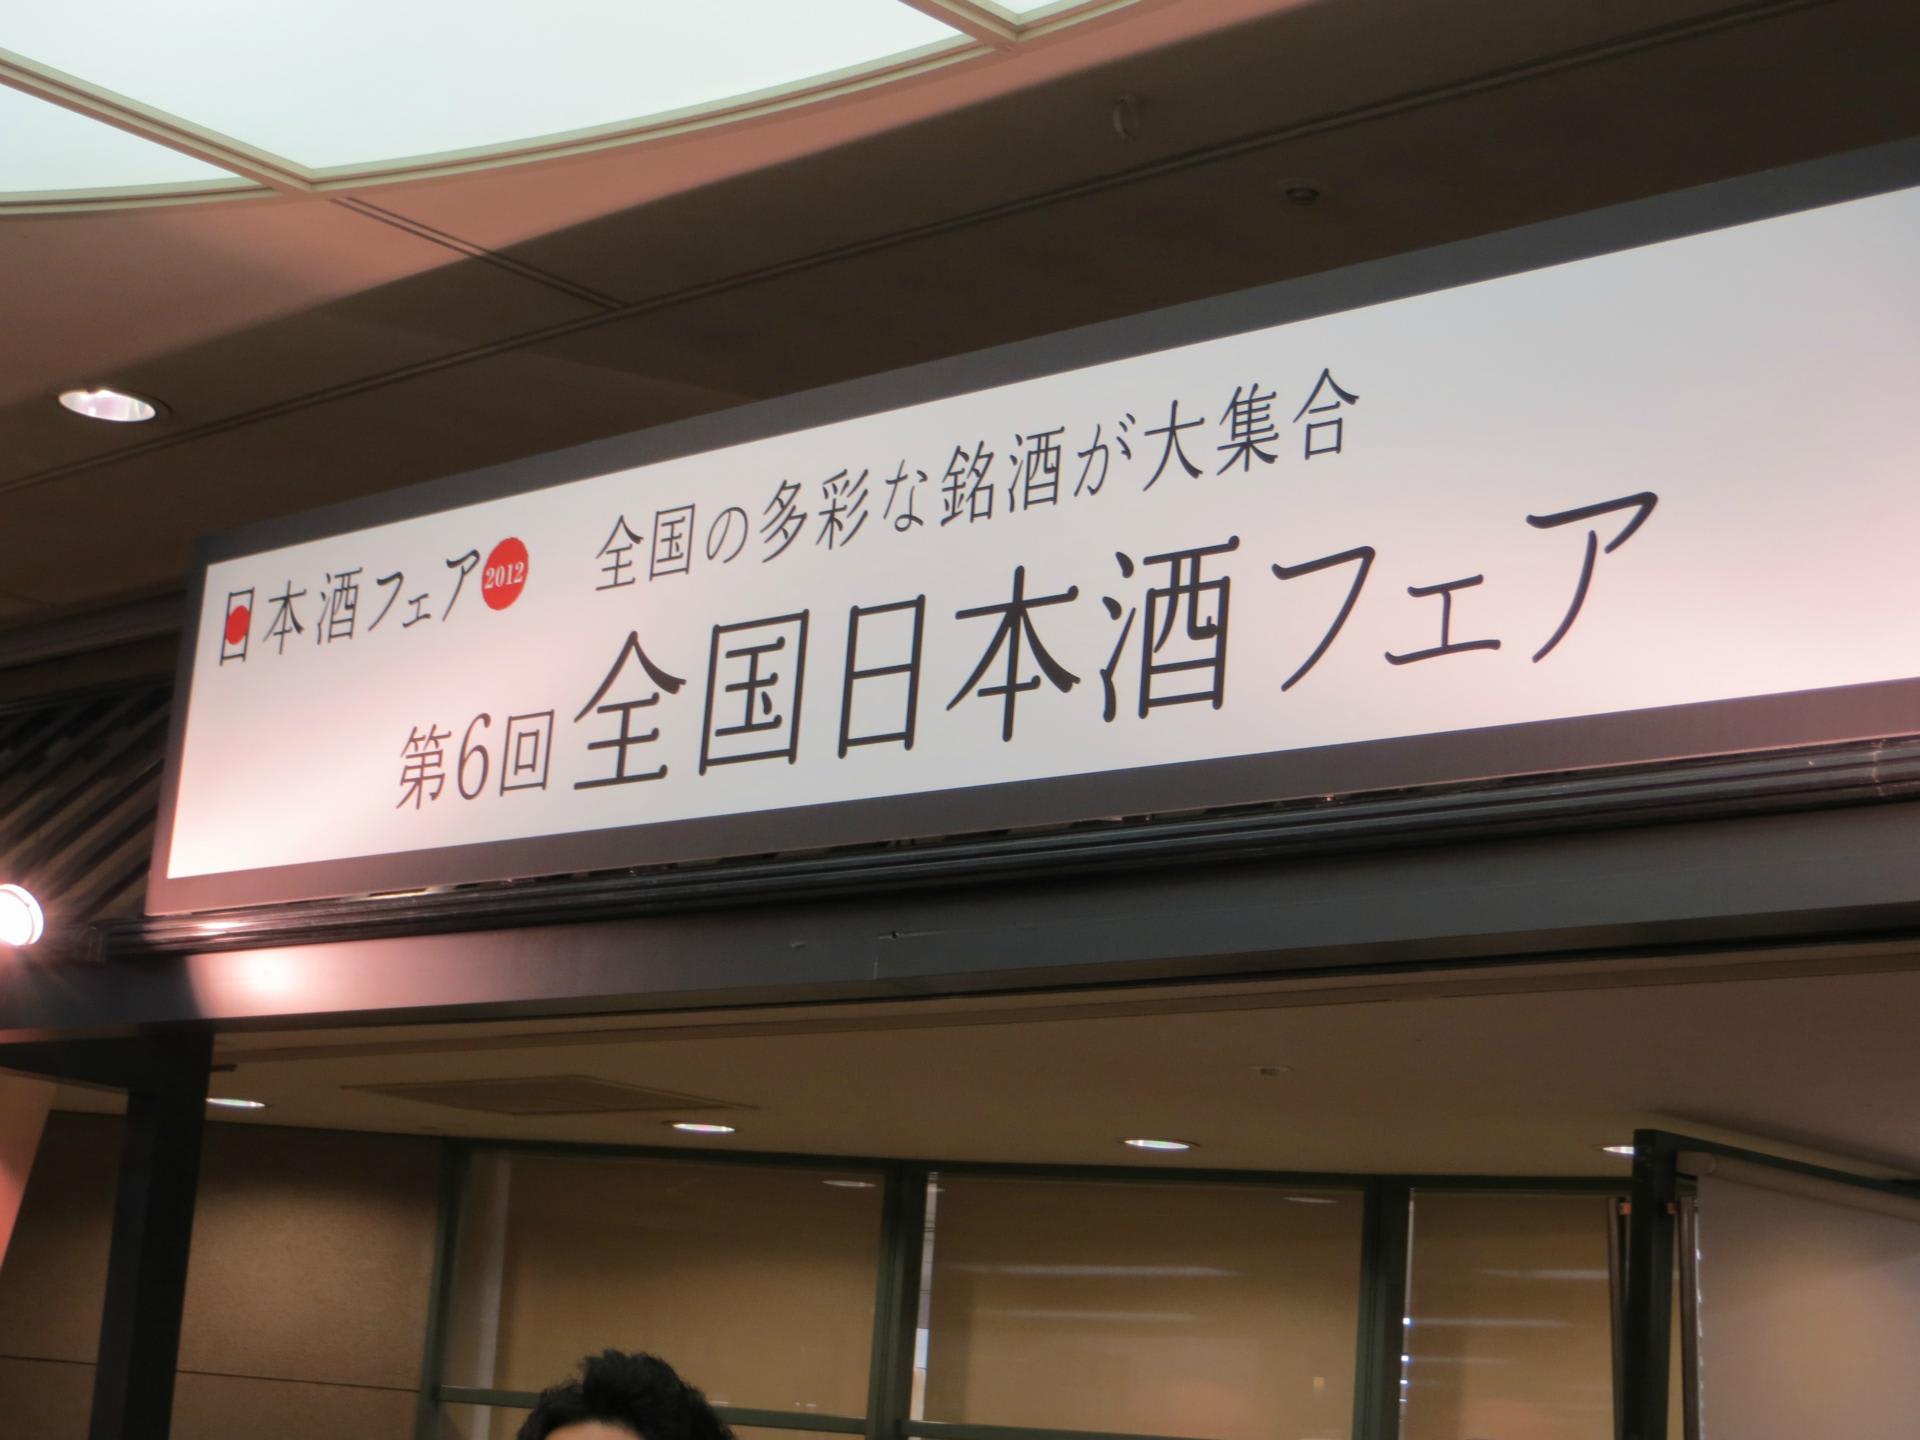 日本酒フェア2012
全国の多彩な銘酒が大集合
第6回全国日本酒フェア